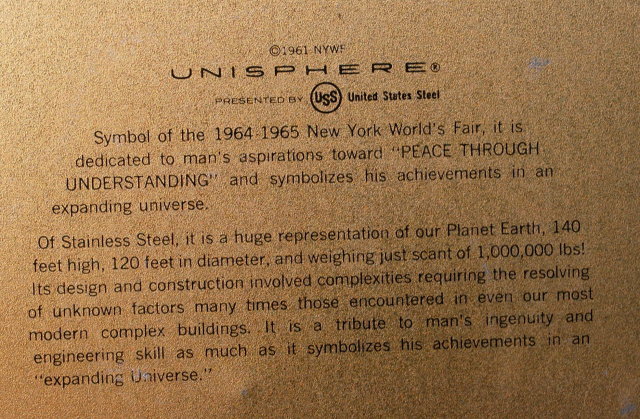 ©1961 NYWF
UNISPHERE®
PRESENTED BY USS United States Steel
Symbol of the 1964-1965 New York World's Fair, it is
dedicated to man's aspirations toward "PEACE THROUGH
UNDERSTANDING" and symbolizes his achievements in an
expanding universe.
Of Stainless Steel, it is a huge representation of our Planet Earth, 140
feet high, 120 feet in diameter, and weighing just scant of 1,000,000 lbs!
Its design and construction involved complexities requiring the resolving
of unknown factors many times those encountered in even our most
modern complex buildings. It is a tribute to man's ingenuity and
engineering skill as much as it symbolizes his achievements in an
"expanding Universe."